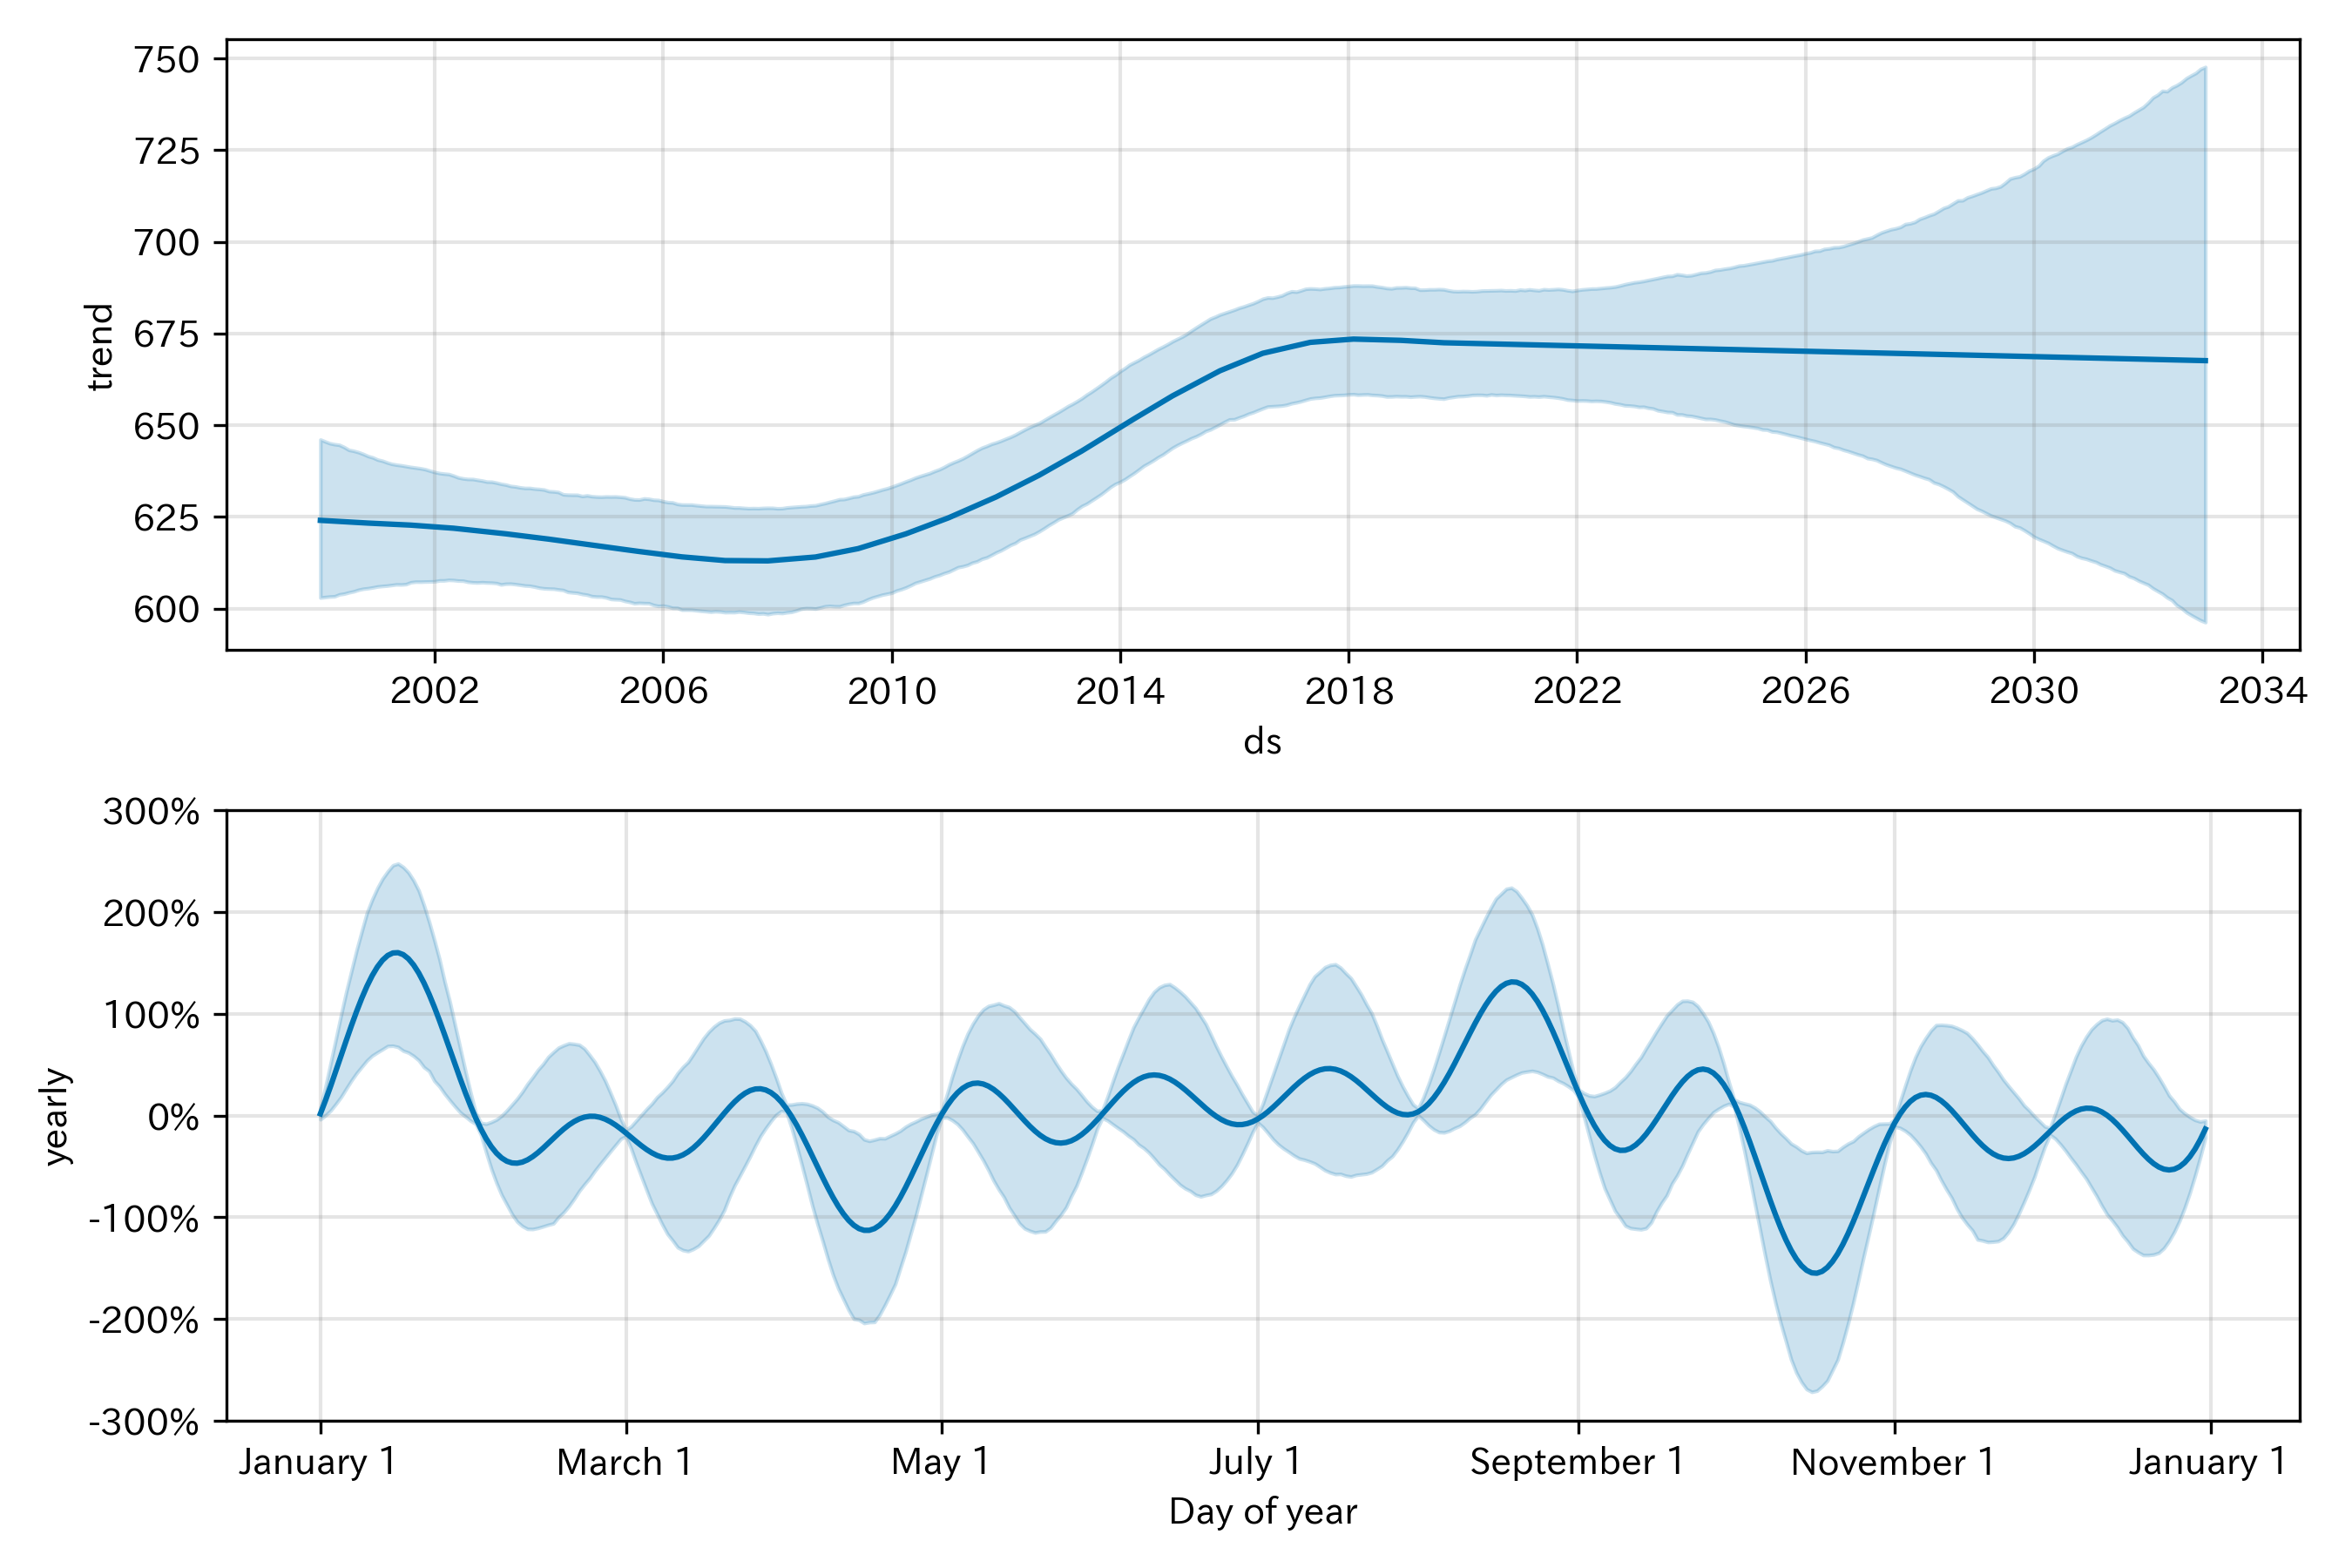 750
725
700
675
650
625
600
trend
2002 2006 2010 2014 2018 2022 2026 2030 2034
ds
300%
200%
100%
0%
-100%
-200%
-300%
yearly
January 1 March 1 May 1 July 1 September 1 November 1 January 1
Day of year